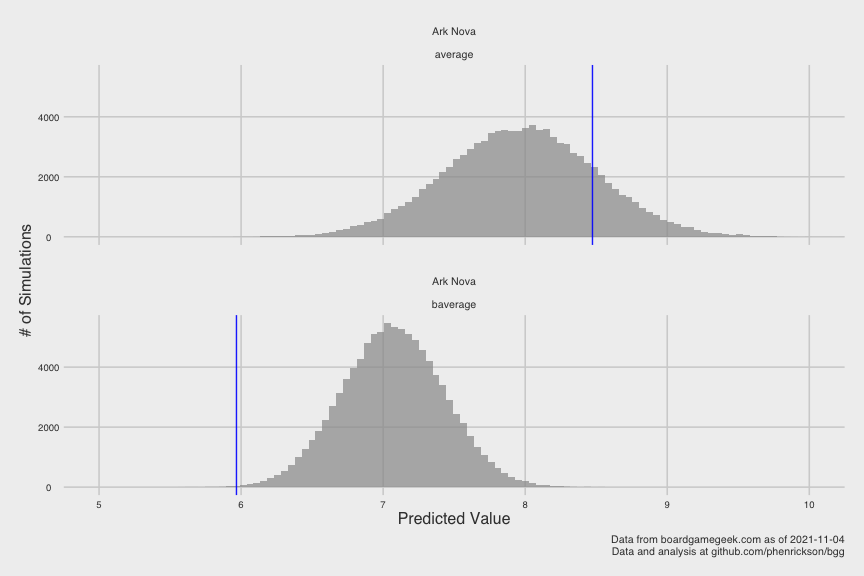 Ark Nova
average
4000
2000
0
# of Simulations
Ark Nova
baverage
4000
2000
0
5 6 7 8 9 10
Predicted Value
Data from boardgamegeek.com as of 2021-11-04
Data and analysis at github.com/phenrickson/bgg